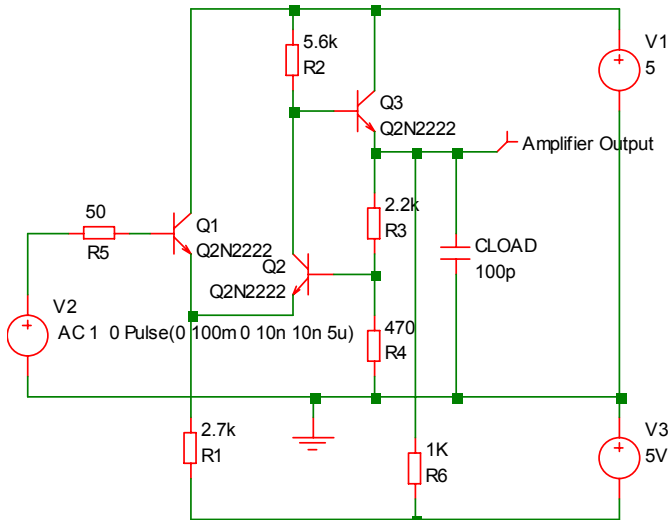 5.6k
R2
V1
5
Q3
Q2N2222
Amplifier Output
50
R5
Q1
Q2N2222
2.2k
R3
CLOAD
100p
Q2
Q2N2222
V2
AC 1 0 Pulse(0 100m 0 10n 10n 5u)
470
R4
2.7k
R1
1K
R6
V3
5V